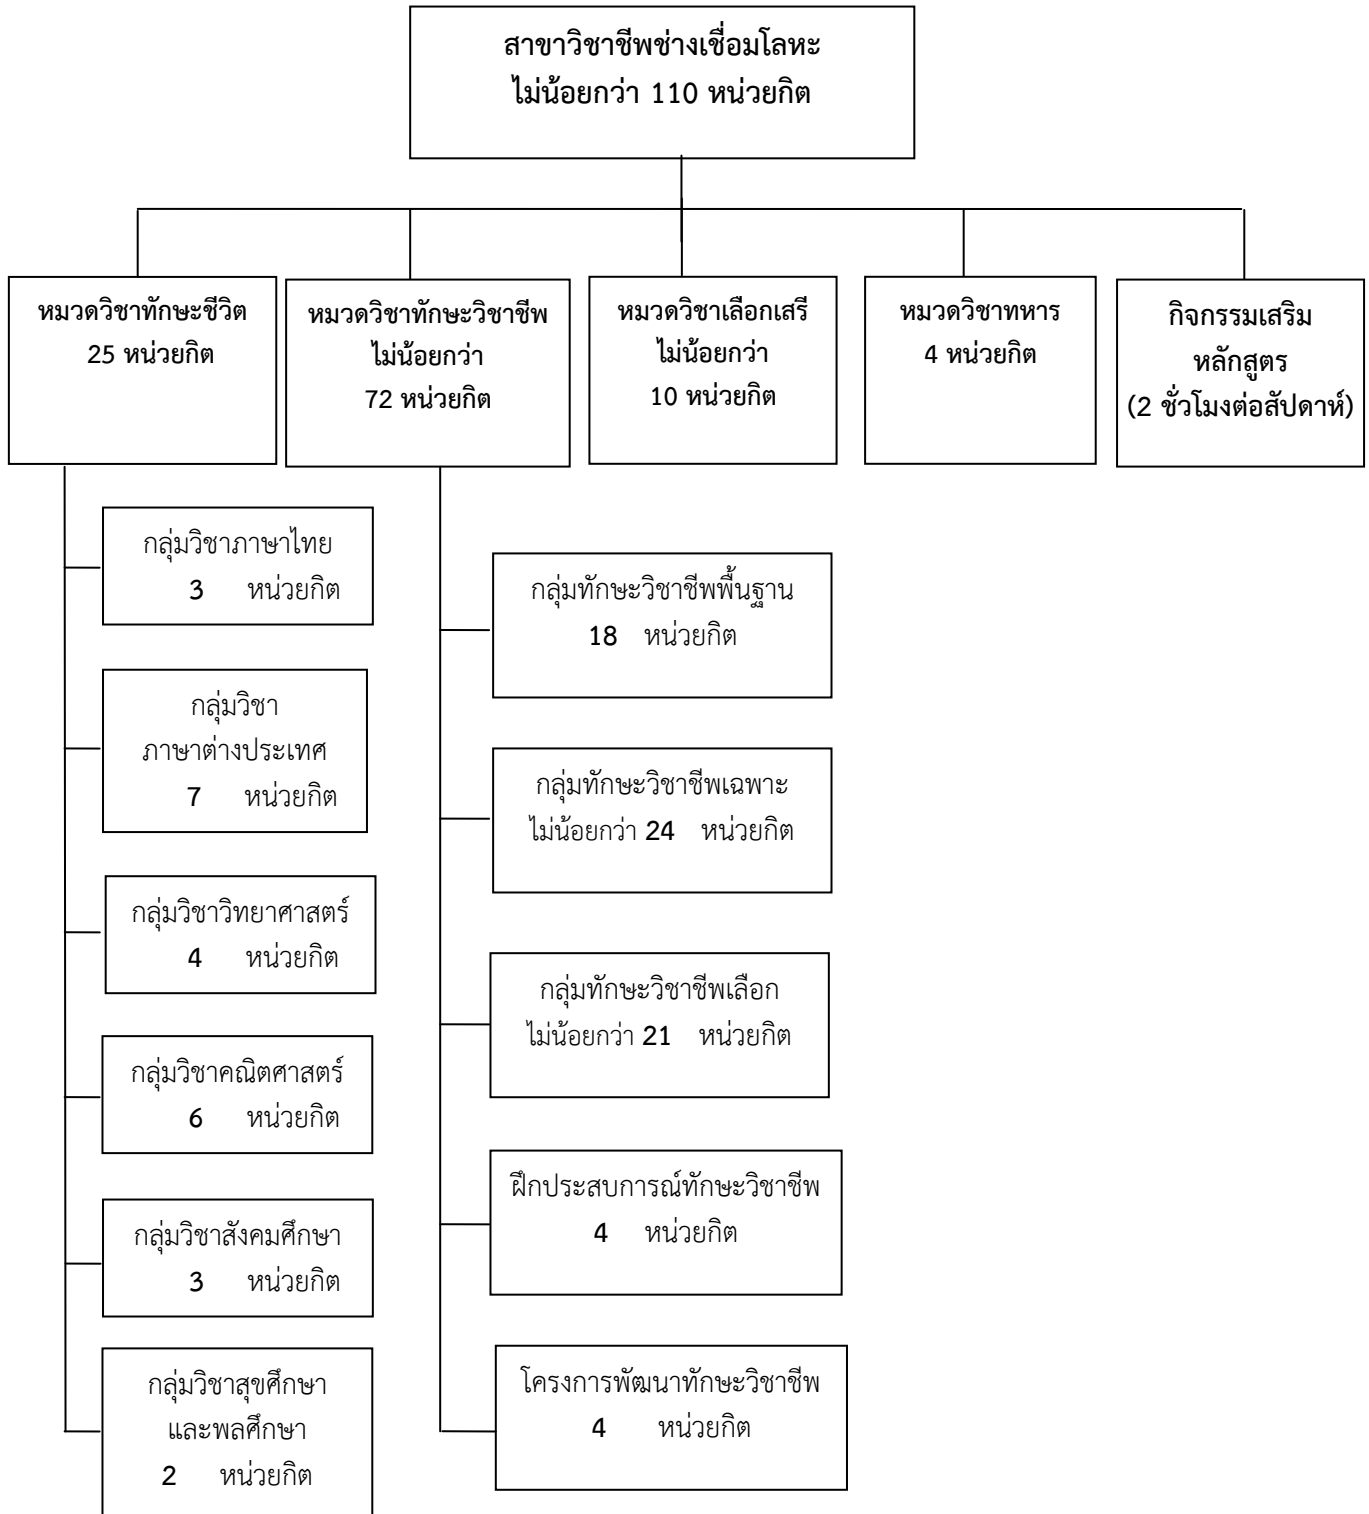 สาขาวิชาชีพช่างเชื่อมโลหะ
ไม่น้อยกว่า 110 หน่วยกิต
หมวดวิชาทักษะชีวิต
25 หน่วยกิต
หมวดวิชาทักษะวิชาชีพ
ไม่น้อยกว่า
72 หน่วยกิต
หมวดวิชาเลือกเสรี
ไม่น้อยกว่า
10 หน่วยกิต
หมวดวิชาทหาร
4 หน่วยกิต
กิจกรรมเสริม
หลักสูตร
(2 ชั่วโมงต่อสัปดาห์)
กลุ่มวิชาภาษาไทย
3 หน่วยกิต
กลุ่มวิชา
ภาษาต่างประเทศ
7 หน่วยกิต
กลุ่มวิชาวิทยาศาสตร์
4 หน่วยกิต
กลุ่มวิชาคณิตศาสตร์
6 หน่วยกิต
กลุ่มวิชาสังคมศึกษา
3 หน่วยกิต
กลุ่มวิชาสุขศึกษา
และพลศึกษา
2 หน่วยกิต
กลุ่มทักษะวิชาชีพพื้นฐาน
18 หน่วยกิต
กลุ่มทักษะวิชาชีพเฉพาะ
ไม่น้อยกว่า 24 หน่วยกิต
กลุ่มทักษะวิชาชีพเลือก
ไม่น้อยกว่า 21 หน่วยกิต
ฝึกประสบการณ์ทักษะวิชาชีพ
4 หน่วยกิต
โครงการพัฒนาทักษะวิชาชีพ
4 หน่วยกิต